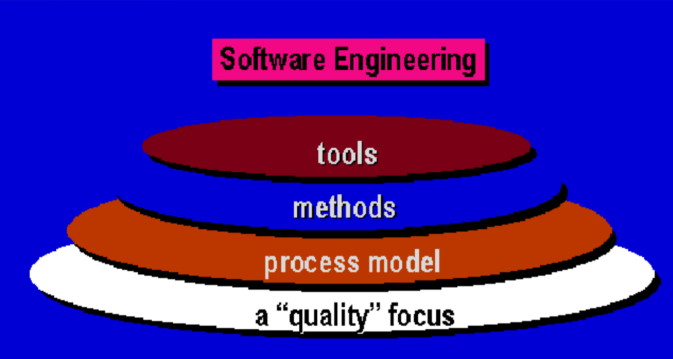 Software Engineering
tools
methods
process model
a “quality” focus